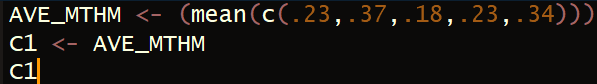 AVE_MTHM <- (mean(c(.23,.37,.18,.23,.34)))
C1 <- AVE_MTHM
C1